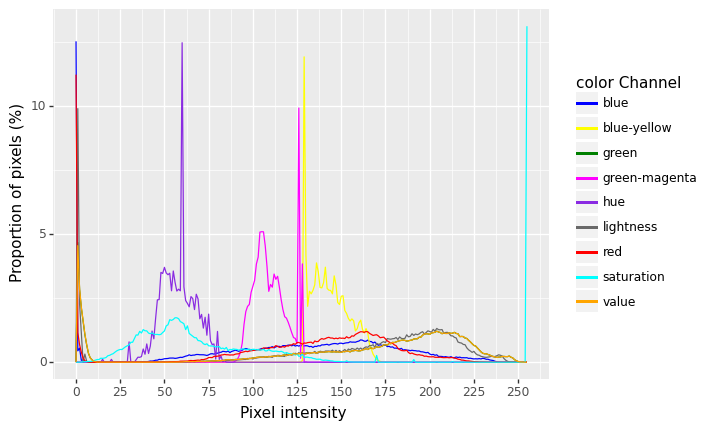 Proportion of pixels (%)
10
5
0
0 25 50 75 100 125 150 175 200 225 250
Pixel intensity
color Channel
blue
blue-yellow
green
green-magenta
hue
lightness
red
saturation
value